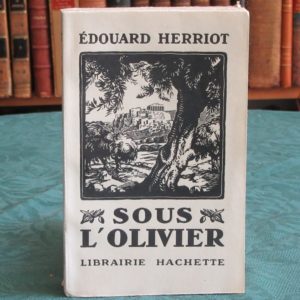 ÉDOUARD HERRIOT
SOUS
L'OLIVIER
LIBRAIRIE HACHETTE